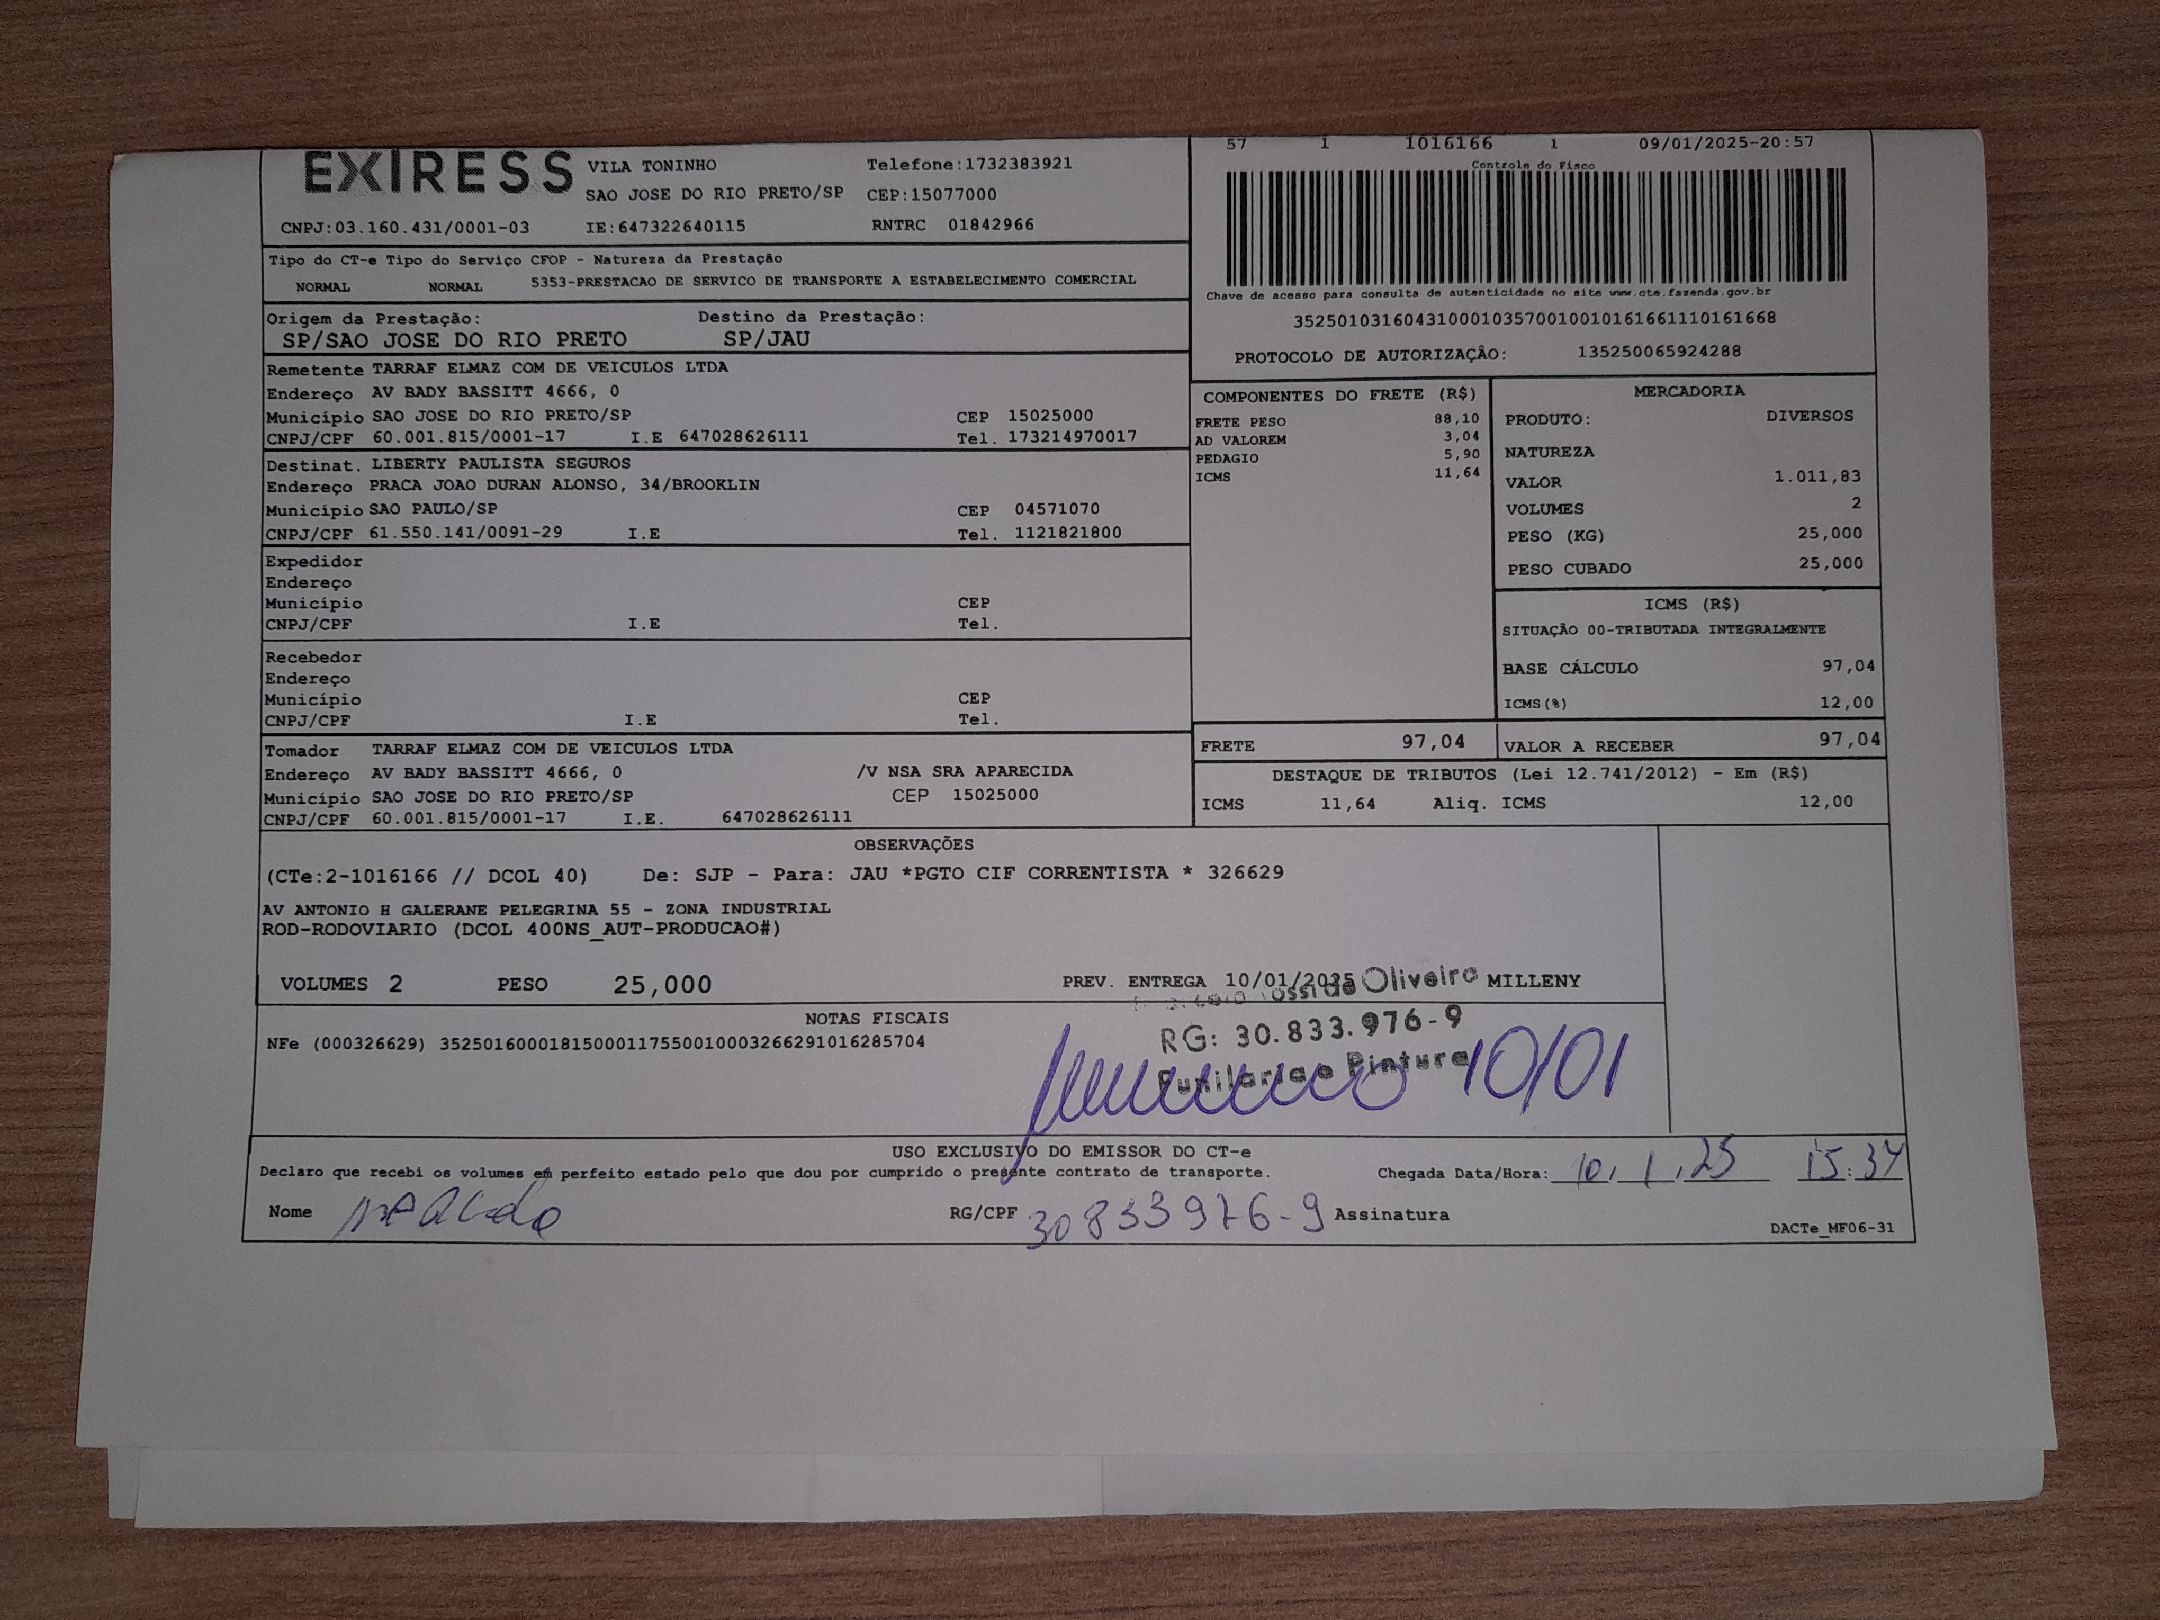 EXIRESS VILA TONINHO Telefone:1732383921
SAO JOSE DO RIO PRETO/SP CEP:15077000
CNPJ:03.160.431/0001-03 IE:647322640115 RNTRC 01842966
57 1 1016166 1 09/01/2025-20:57
Controle do Fisco
Chave de acesso para consulta de autenticidade no site www.cte.fazenda.gov.br
35250103160431000103570010010161661110161668
PROTOCOLO DE AUTORIZAÇÃO: 135250065924288
Tipo do CT-e Tipo do Serviço CFOP - Natureza da Prestação
NORMAL NORMAL 5353-PRESTACAO DE SERVICO DE TRANSPORTE A ESTABELECIMENTO COMERCIAL
Origem da Prestação: Destino da Prestação:
SP/SAO JOSE DO RIO PRETO SP/JAU
Remetente TARRAF ELMAZ COM DE VEICULOS LTDA
Endereço AV BADY BASSITT 4666, 0
Município SAO JOSE DO RIO PRETO/SP CEP 15025000
CNPJ/CPF 60.001.815/0001-17 I.E 647028626111 Tel. 173214970017
Destinat. LIBERTY PAULISTA SEGUROS
Endereço PRACA JOAO DURAN ALONSO, 34/BROOKLIN
Município SAO PAULO/SP CEP 04571070
CNPJ/CPF 61.550.141/0091-29 I.E Tel. 1121821800
Expedidor
Endereço
Município CEP
CNPJ/CPF I.E Tel.
Recebedor
Endereço
Município CEP
CNPJ/CPF I.E Tel.
Tomador TARRAF ELMAZ COM DE VEICULOS LTDA
Endereço AV BADY BASSITT 4666, 0 /V NSA SRA APARECIDA
Município SAO JOSE DO RIO PRETO/SP CEP 15025000
CNPJ/CPF 60.001.815/0001-17 I.E. 647028626111
COMPONENTES DO FRETE (R$)
FRETE PESO 88,10
AD VALOREM 3,04
PEDAGIO 5,90
ICMS 11,64
MERCADORIA
PRODUTO: DIVERSOS
NATUREZA
VALOR 1.011,83
VOLUMES 2
PESO (KG) 25,000
PESO CUBADO 25,000
ICMS (R$)
SITUAÇÃO 00-TRIBUTADA INTEGRALMENTE
BASE CÁLCULO 97,04
ICMS(%) 12,00
FRETE 97,04 VALOR A RECEBER 97,04
DESTAQUE DE TRIBUTOS (Lei 12.741/2012) - Em (R$)
ICMS 11,64 Aliq. ICMS 12,00
OBSERVAÇÕES
(CTe:2-1016166 // DCOL 40) De: SJP - Para: JAU *PGTO CIF CORRENTISTA * 326629
AV ANTONIO H GALERANE PELEGRINA 55 - ZONA INDUSTRIAL
ROD-RODOVIARIO (DCOL 400NS_AUT-PRODUCAO#)
VOLUMES 2 PESO 25,000 PREV. ENTREGA 10/01/2025 MILLENY
Oliveira
RG: 30.833.976-9
Funilaria e Pintura
10/01
NOTAS FISCAIS
NFe (000326629) 35250160001815000117550010003266291016285704
USO EXCLUSIVO DO EMISSOR DO CT-e
Declaro que recebi os volumes em perfeito estado pelo que dou por cumprido o presente contrato de transporte. Chegada Data/Hora: 10.1.25 15:34
Nome RG/CPF 30833976-9 Assinatura
DACTe_MF06-31